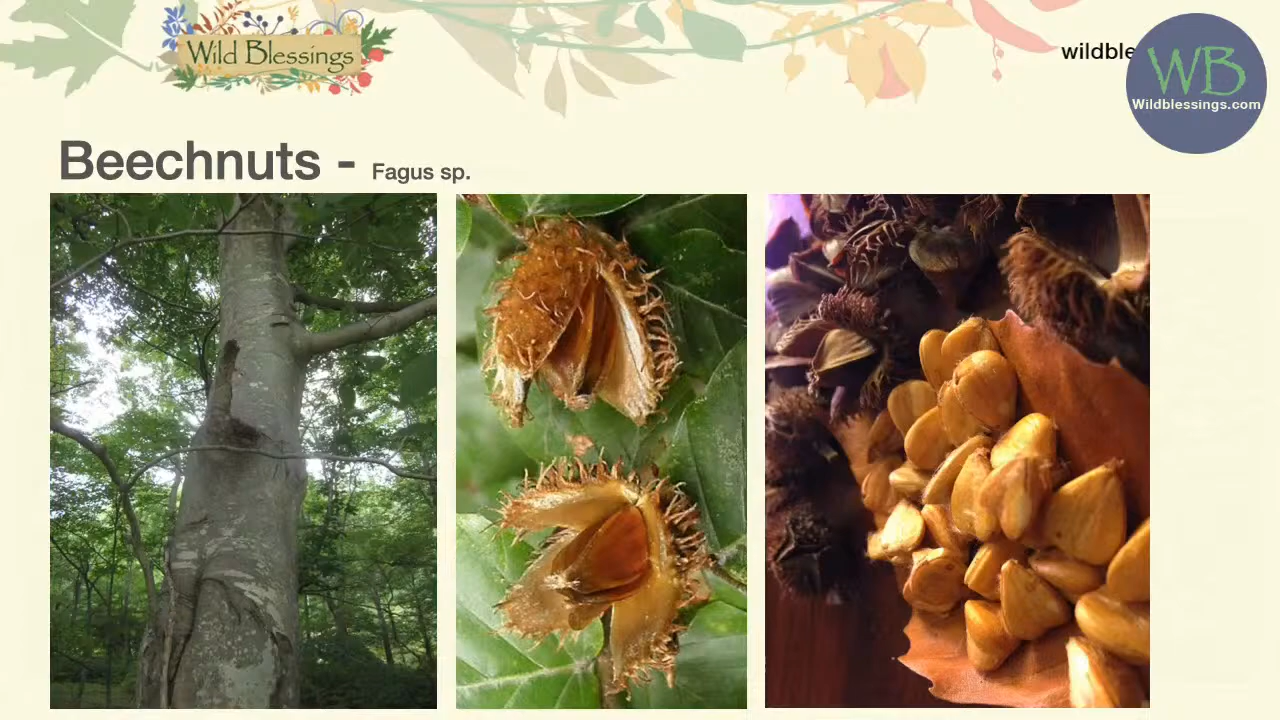 Wild Blessings
wildble
WB
Wildblessings.com
Beechnuts - Fagus sp.